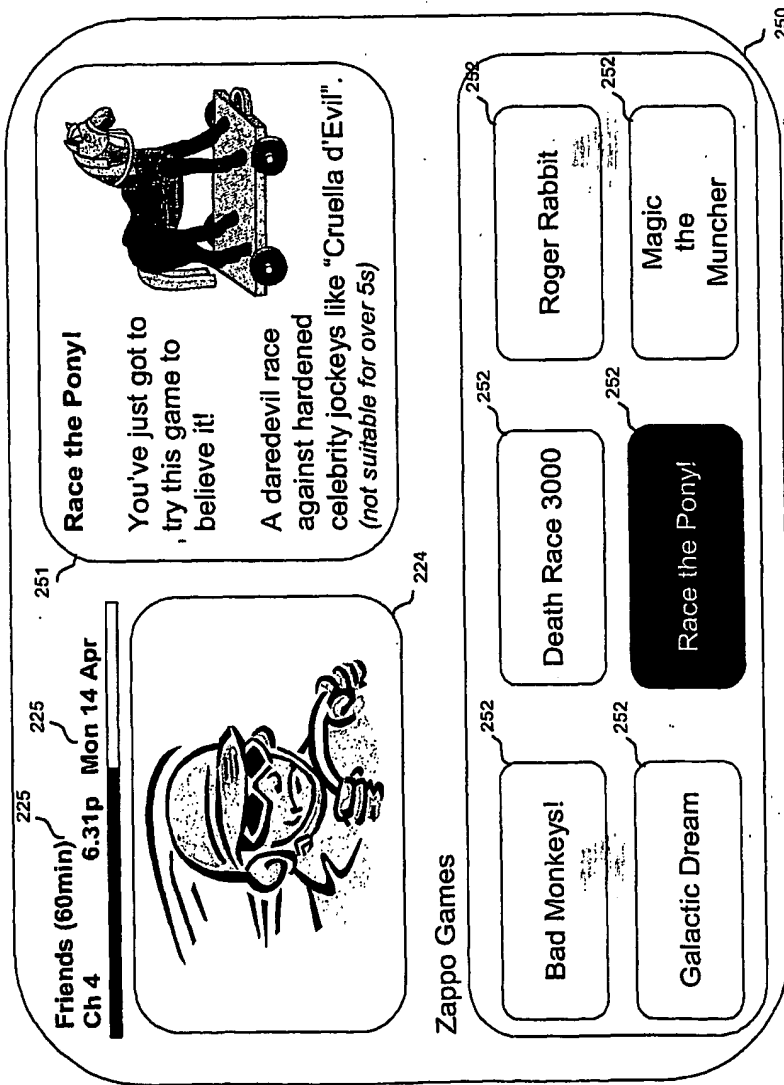 Friends (60min)
225
Ch 4 6.31p Mon 14 Apr
225
224
251
Race the Pony!
You've just got to
, try this game to
believe it!
A daredevil race
against hardened
celebrity jockeys like "Cruella d'Evil".
(not suitable for over 5s)
Zappo Games
Bad Monkeys!
252
Death Race 3000
252
Roger Rabbit
252
Galactic Dream
252
Race the Pony!
252
Magic
the
Muncher
252
250